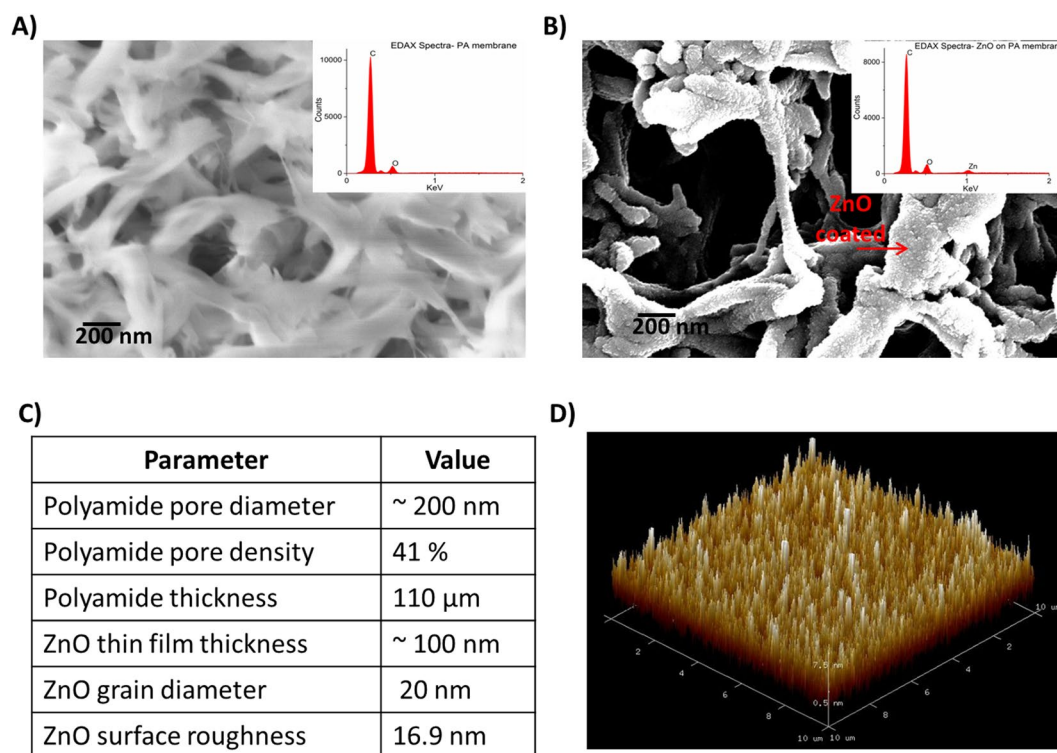 A)
EDAX Spectra- PA membrane
10000
5000
0
Counts
C
O
0
1
2
KeV
200 nm
B)
EDAX Spectra- ZnO on PA membrane
8000
4000
0
Counts
C
O
Zn
0
1
2
KeV
ZnO
coated
200 nm
C)
Parameter Value
Polyamide pore diameter ~ 200 nm
Polyamide pore density 41 %
Polyamide thickness 110 μm
ZnO thin film thickness ~ 100 nm
ZnO grain diameter 20 nm
ZnO surface roughness 16.9 nm
D)
10 um
8
6
4
2
2
4
6
8
7.5 nm
0.5 nm
10 um 10 um